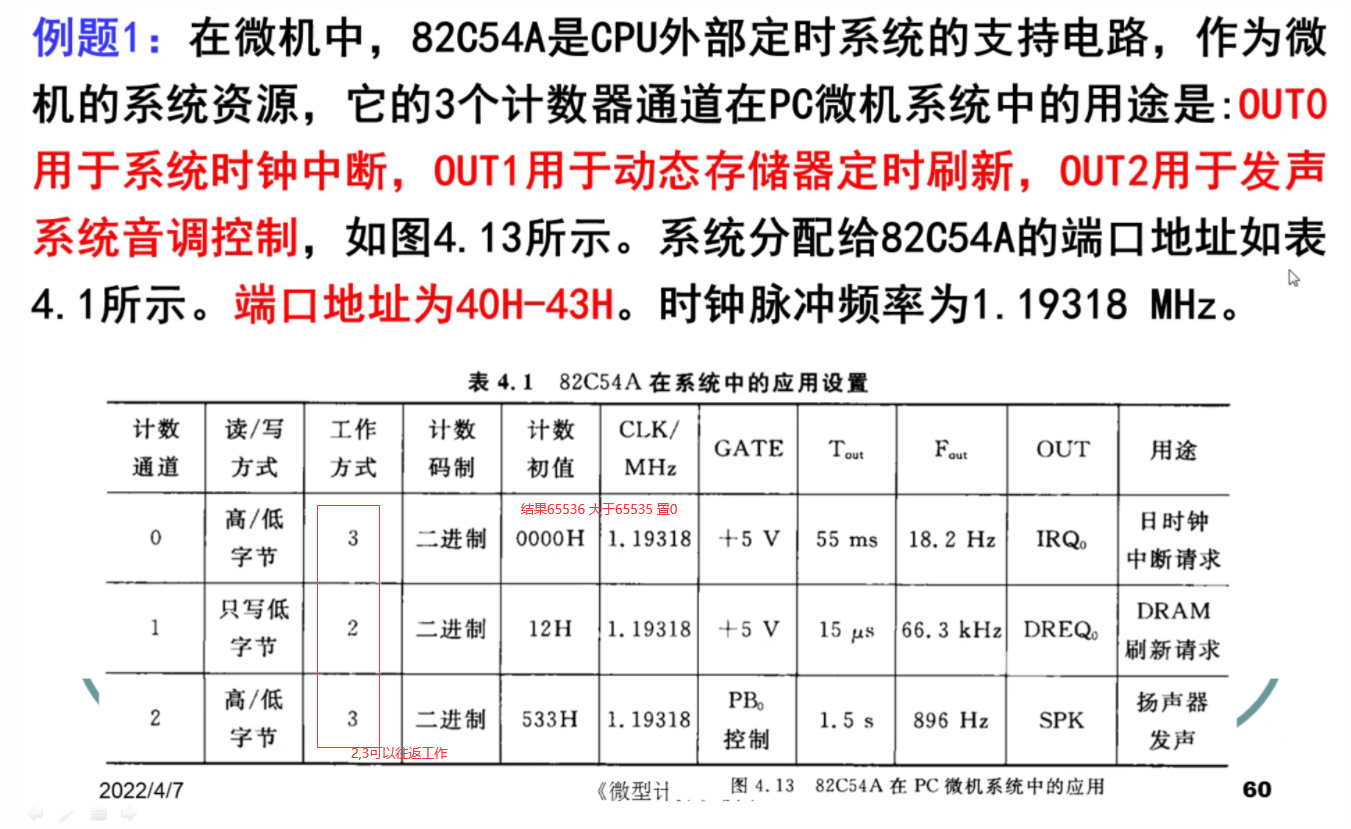 例题1：在微机中，82C54A是CPU外部定时系统的支持电路，作为微
机的系统资源，它的3个计数器通道在PC微机系统中的用途是:OUT0
用于系统时钟中断，OUT1用于动态存储器定时刷新，OUT2用于发声
系统音调控制，如图4.13所示。系统分配给82C54A的端口地址如表
4.1所示。端口地址为40H-43H。时钟脉冲频率为1.19318 MHz。
表 4.1 82C54A 在系统中的应用设置
计数通道 读/写方式 工作方式 计数码制 计数初值 CLK/MHz GATE Tout Fout OUT 用途
结果65536 大于65535 置0
0 高/低字节 3 二进制 0000H 1.19318 +5 V 55 ms 18.2 Hz IRQ0 日时钟中断请求
1 只写低字节 2 二进制 12H 1.19318 +5 V 15 μs 66.3 kHz DREQ0 DRAM刷新请求
2 高/低字节 3 二进制 533H 1.19318 PB0控制 1.5 s 896 Hz SPK 扬声器发声
2,3可以往返工作
2022/4/7
《微型计
图 4.13 82C54A 在 PC 微机系统中的应用
60